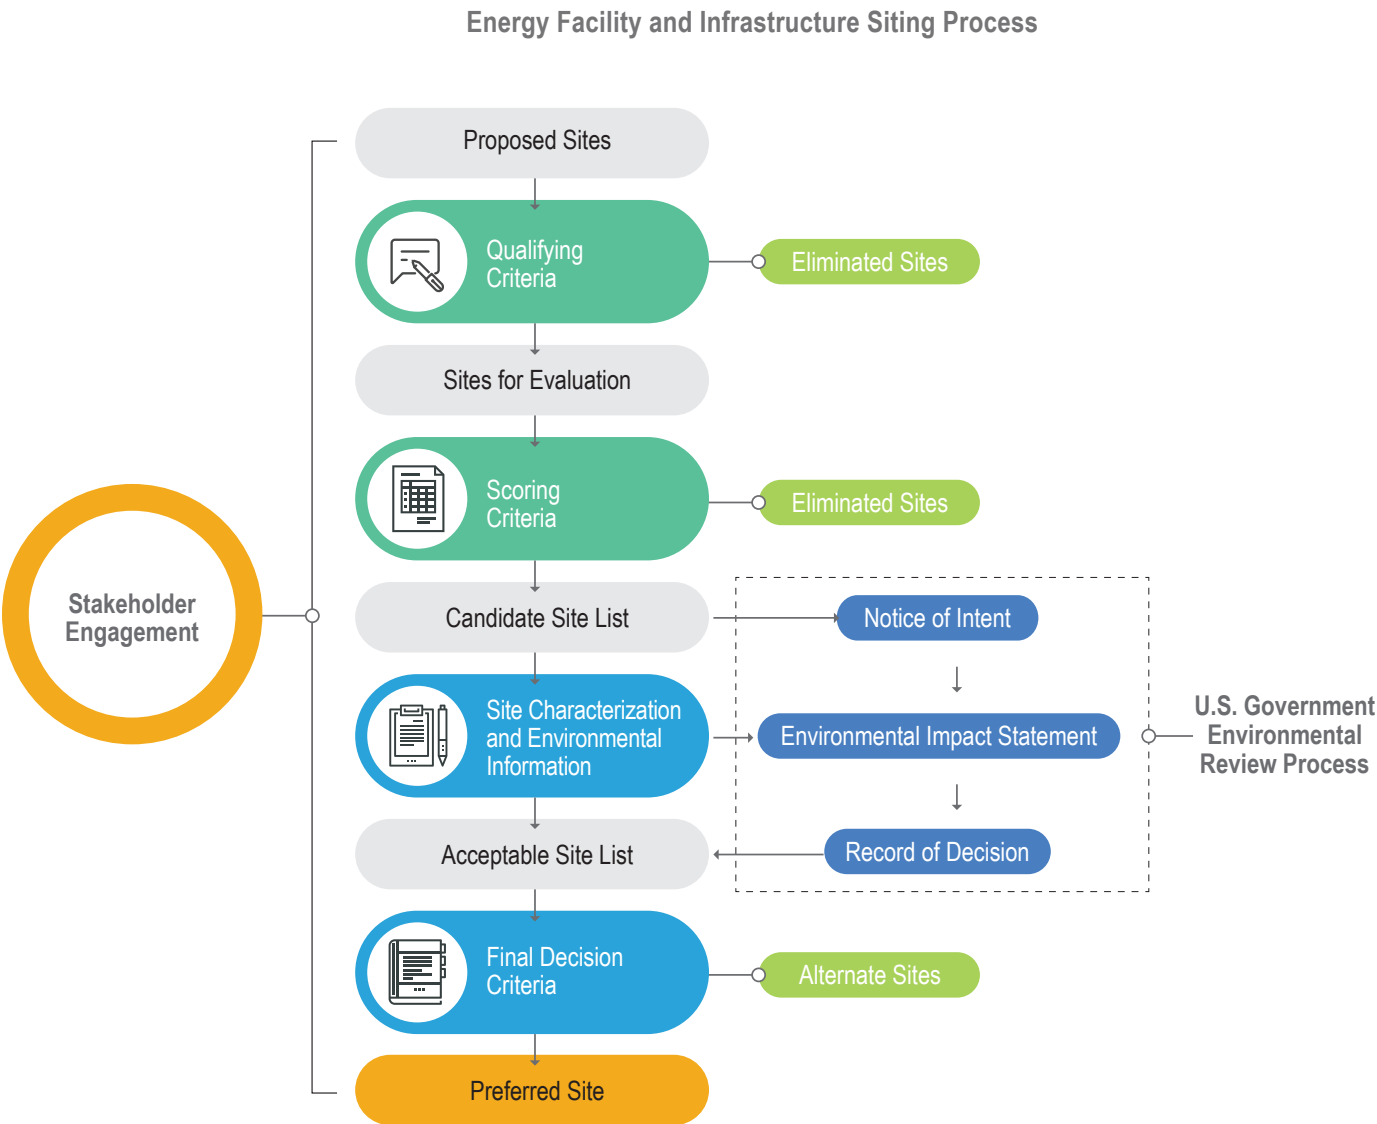 Energy Facility and Infrastructure Siting Process
Proposed Sites
Qualifying
Criteria
Eliminated Sites
Sites for Evaluation
Scoring
Criteria
Eliminated Sites
Stakeholder
Engagement
Candidate Site List
Notice of Intent
Site Characterization
and Environmental
Information
Environmental Impact Statement
U.S. Government
Environmental
Review Process
Acceptable Site List
Record of Decision
Final Decision
Criteria
Alternate Sites
Preferred Site